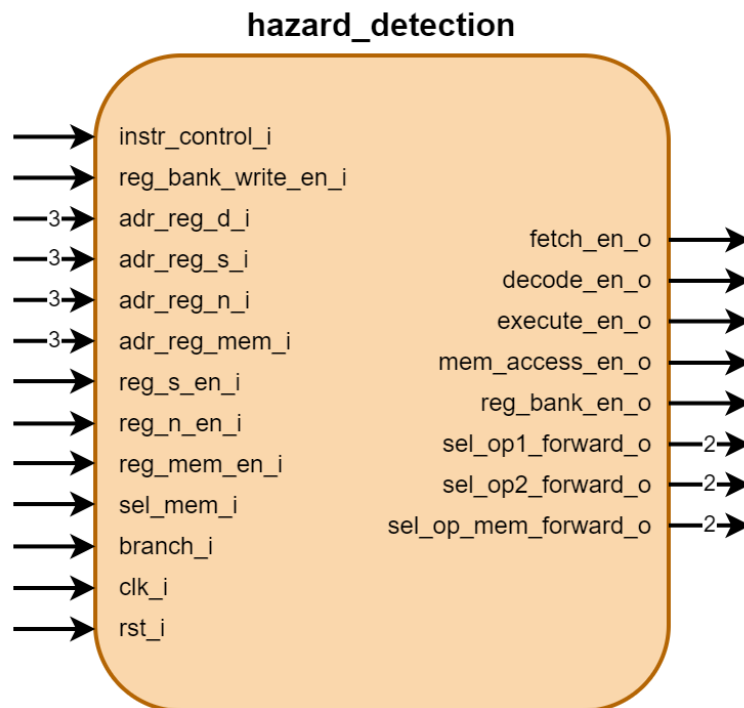 hazard_detection
instr_control_i
reg_bank_write_en_i
3 adr_reg_d_i
3 adr_reg_s_i
3 adr_reg_n_i
3 adr_reg_mem_i
reg_s_en_i
reg_n_en_i
reg_mem_en_i
sel_mem_i
branch_i
clk_i
rst_i
fetch_en_o
decode_en_o
execute_en_o
mem_access_en_o
reg_bank_en_o
sel_op1_forward_o 2
sel_op2_forward_o 2
sel_op_mem_forward_o 2